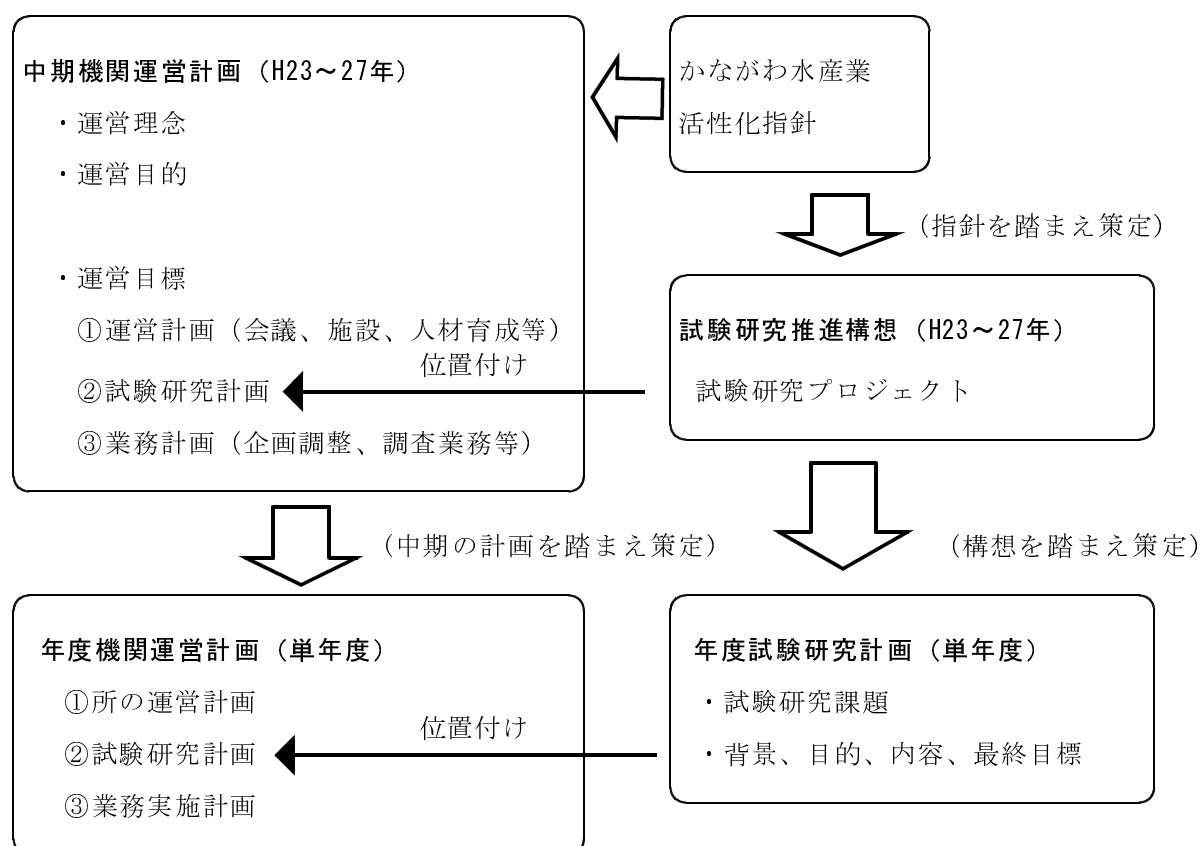 中期機関運営計画（H23～27年）
・運営理念
・運営目的
・運営目標
①運営計画（会議、施設、人材育成等）
②試験研究計画
③業務計画（企画調整、調査業務等）
かながわ水産業
活性化指針
（指針を踏まえ策定）
試験研究推進構想（H23～27年）
試験研究プロジェクト
位置付け
（中期の計画を踏まえ策定）
（構想を踏まえ策定）
年度機関運営計画（単年度）
①所の運営計画
②試験研究計画
③業務実施計画
位置付け
年度試験研究計画（単年度）
・試験研究課題
・背景、目的、内容、最終目標